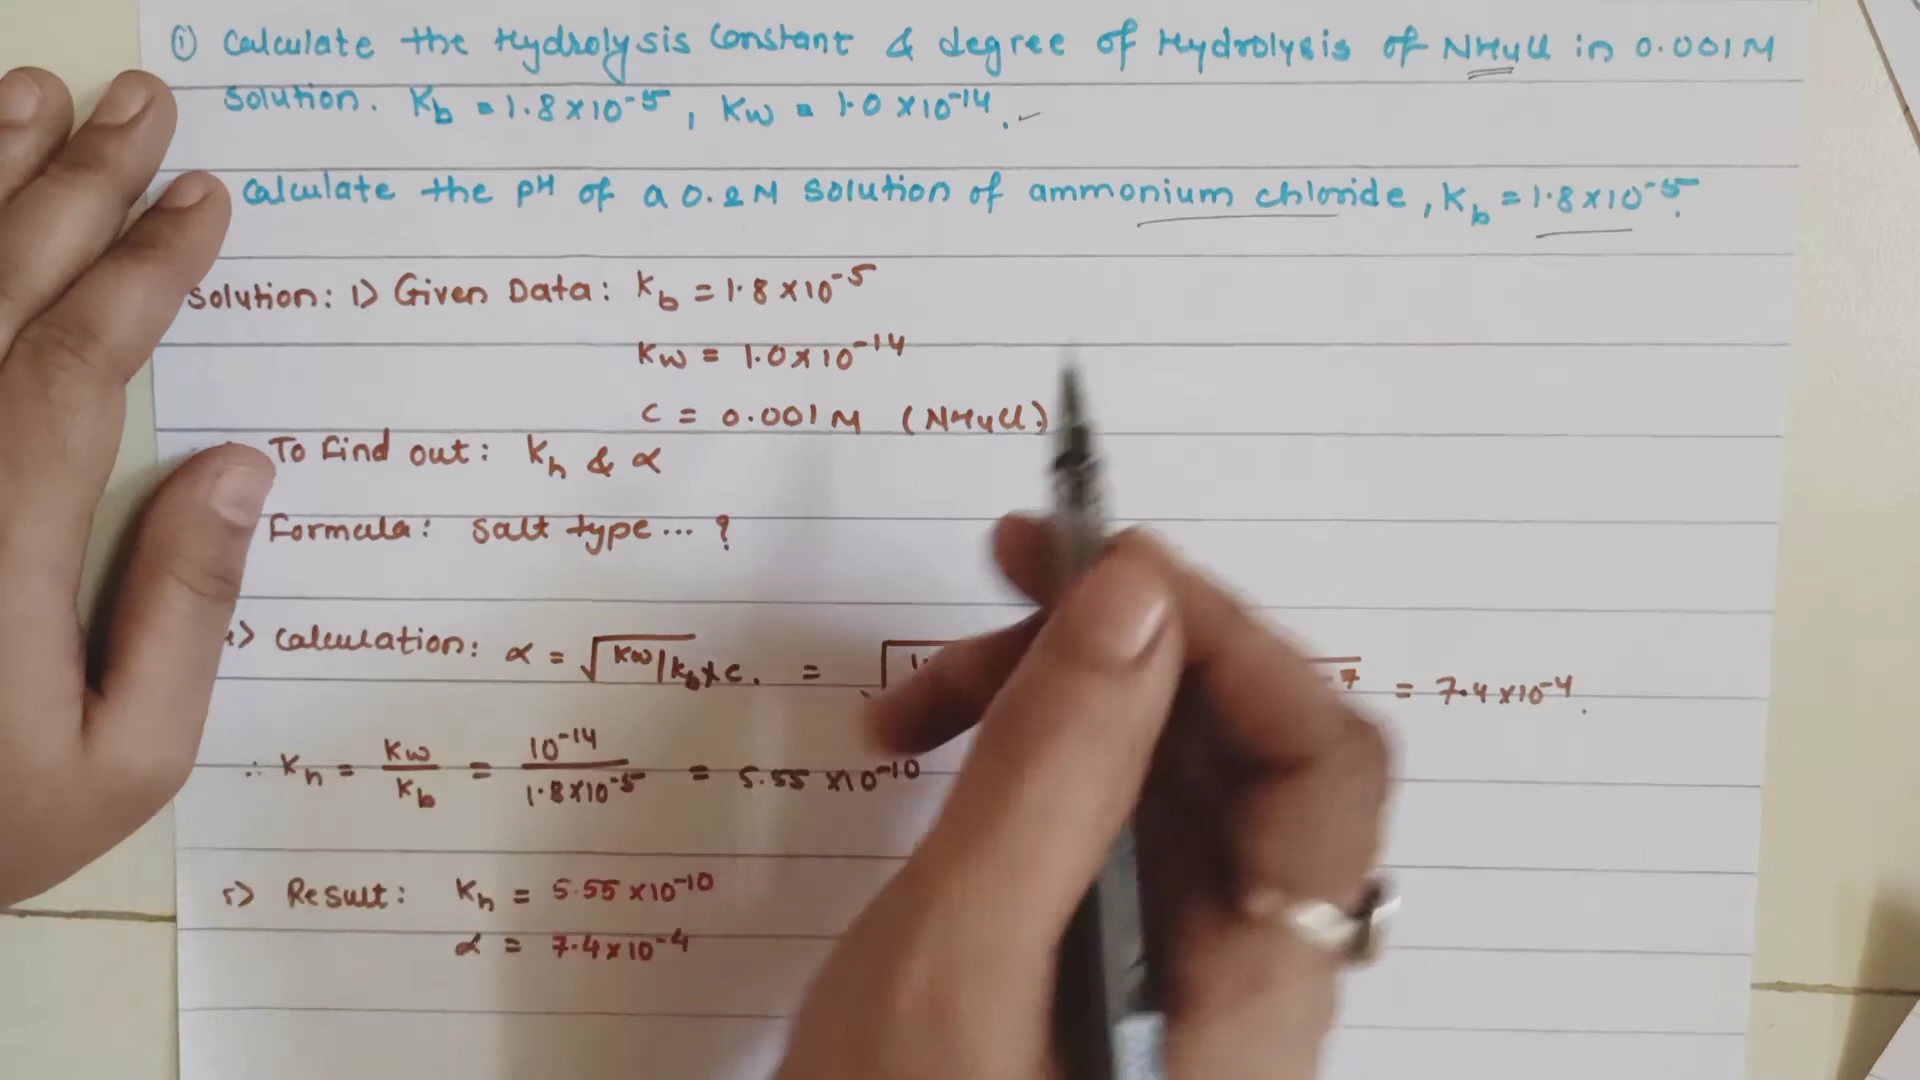 ① Calculate the Hydrolysis Constant & degree of Hydrolysis of NH4Cl in 0.001 M
Solution. Kb = 1.8×10⁻⁵, Kw = 1.0×10⁻¹⁴.
Calculate the pH of a 0.2M solution of ammonium chloride, Kb = 1.8×10⁻⁵.
Solution: 1) Given Data: Kb = 1.8×10⁻⁵
Kw = 1.0×10⁻¹⁴
C = 0.001 M (NH4Cl)
To Find out: Kh & α
Formula: Salt type... ?
) Calculation: α = √Kw/Kb×C. = √ ⁻⁷ = 7.4×10⁻⁴.
∴ Kh = Kw/Kb = 10⁻¹⁴/1.8×10⁻⁵ = 5.55×10⁻¹⁰
5) Result: Kh = 5.55×10⁻¹⁰
α = 7.4×10⁻⁴